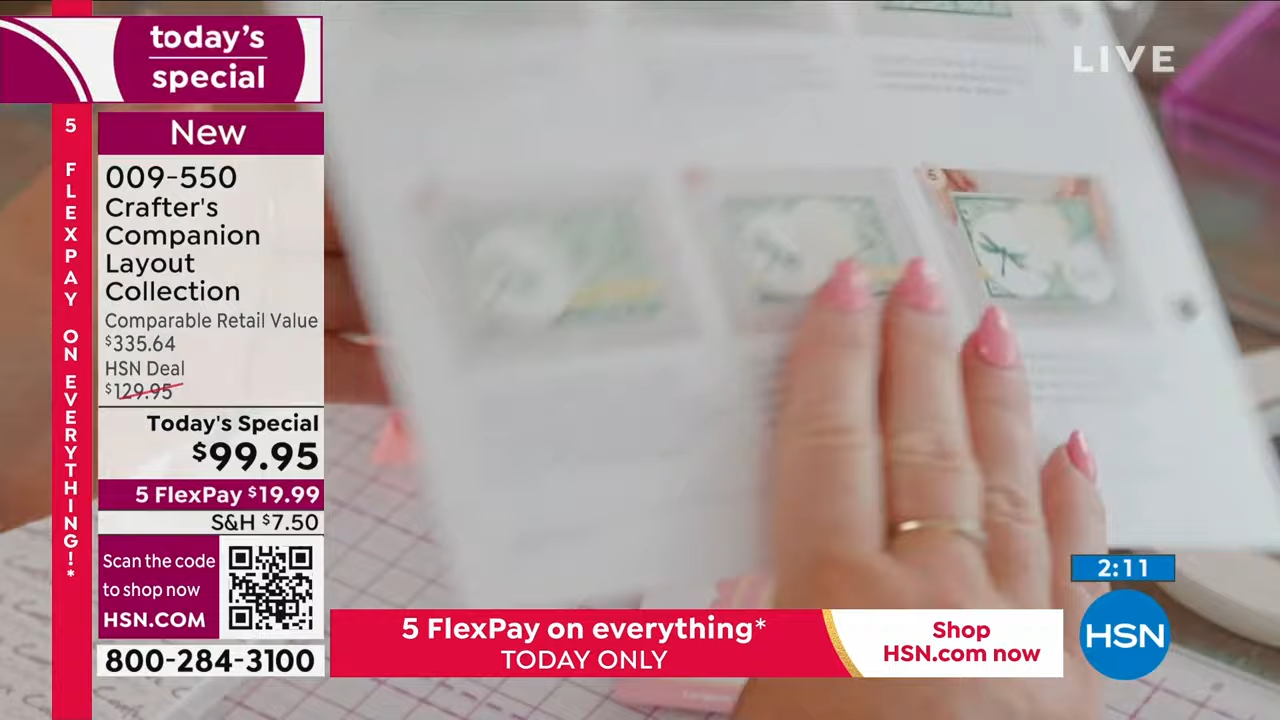 today's
special
LIVE
5 FLEXPAY ON EVERYTHING!*
New
009-550
Crafter's
Companion
Layout
Collection
Comparable Retail Value
$335.64
HSN Deal
$129.95
Today's Special
$99.95
5 FlexPay $19.99
S&H $7.50
Scan the code
to shop now
HSN.COM
800-284-3100
5 FlexPay on everything*
TODAY ONLY
Shop
HSN.com now
2:11
HSN